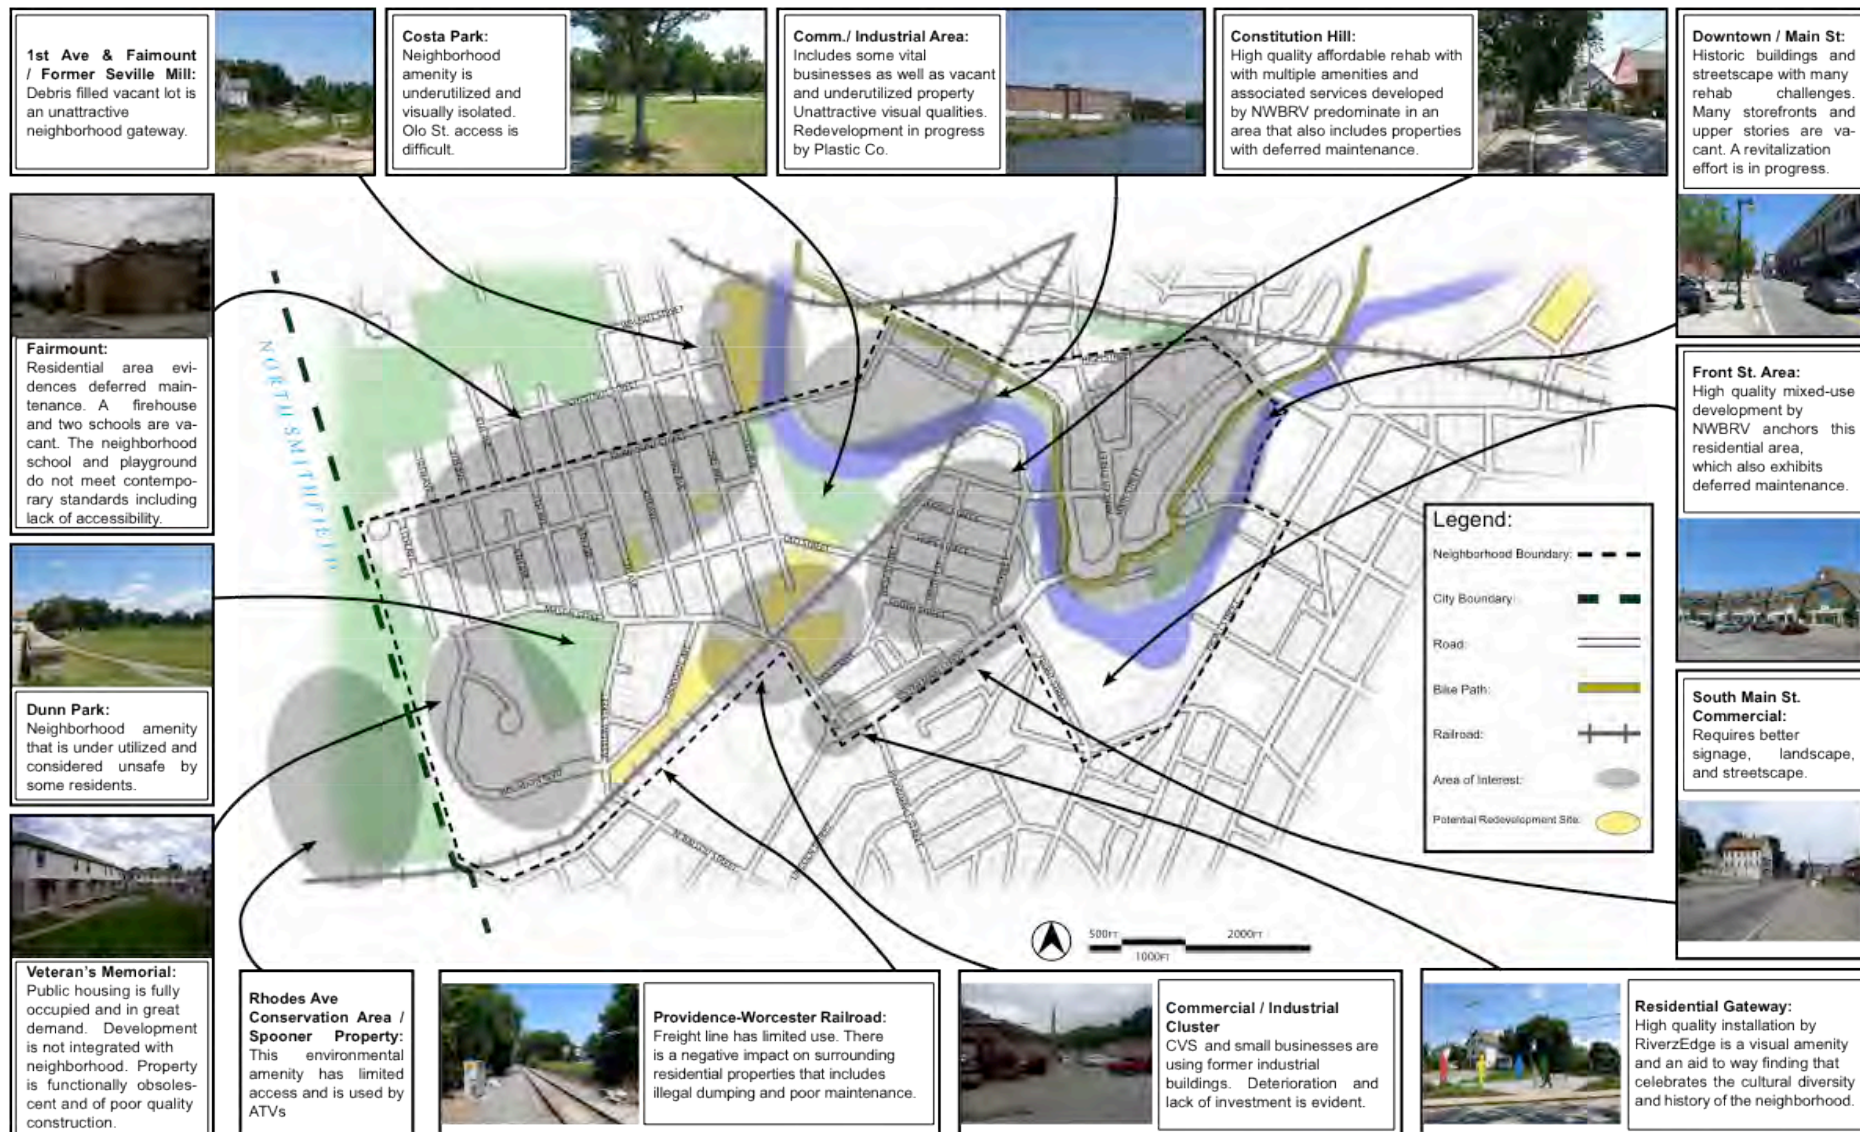 1st Ave & Faimount
/ Former Seville Mill:
Debris filled vacant lot is
an unattractive
neighborhood gateway.
Costa Park:
Neighborhood
amenity is
underutilized and
visually isolated.
Olo St. access is
difficult.
Comm./ Industrial Area:
Includes some vital
businesses as well as vacant
and underutilized property
Unattractive visual qualities.
Redevelopment in progress
by Plastic Co.
Constitution Hill:
High quality affordable rehab with
with multiple amenities and
associated services developed
by NWBRV predominate in an
area that also includes properties
with deferred maintenance.
Downtown / Main St:
Historic buildings and
streetscape with many
rehab challenges.
Many storefronts and
upper stories are va-
cant. A revitalization
effort is in progress.
Fairmount:
Residential area evi-
dences deferred main-
tenance. A firehouse
and two schools are va-
cant. The neighborhood
school and playground
do not meet contempo-
rary standards including
lack of accessibility.
NORTH SMITHFIELD
Front St. Area:
High quality mixed-use
development by
NWBRV anchors this
residential area,
which also exhibits
deferred maintenance.
Legend:
Neighborhood Boundary:
City Boundary:
Road:
Bike Path:
Railroad:
Area of Interest:
Potential Redevelopment Site:
Dunn Park:
Neighborhood amenity
that is under utilized and
considered unsafe by
some residents.
South Main St.
Commercial:
Requires better
signage, landscape,
and streetscape.
500FT
2000FT
1000FT
Veteran's Memorial:
Public housing is fully
occupied and in great
demand. Development
is not integrated with
neighborhood. Property
is functionally obsoles-
cent and of poor quality
construction.
Rhodes Ave
Conservation Area /
Spooner Property:
This environmental
amenity has limited
access and is used by
ATVs
Providence-Worcester Railroad:
Freight line has limited use. There
is a negative impact on surrounding
residential properties that includes
illegal dumping and poor maintenance.
Commercial / Industrial
Cluster
CVS and small businesses are
using former industrial
buildings. Deterioration and
lack of investment is evident.
Residential Gateway:
High quality installation by
RiverzEdge is a visual amenity
and an aid to way finding that
celebrates the cultural diversity
and history of the neighborhood.